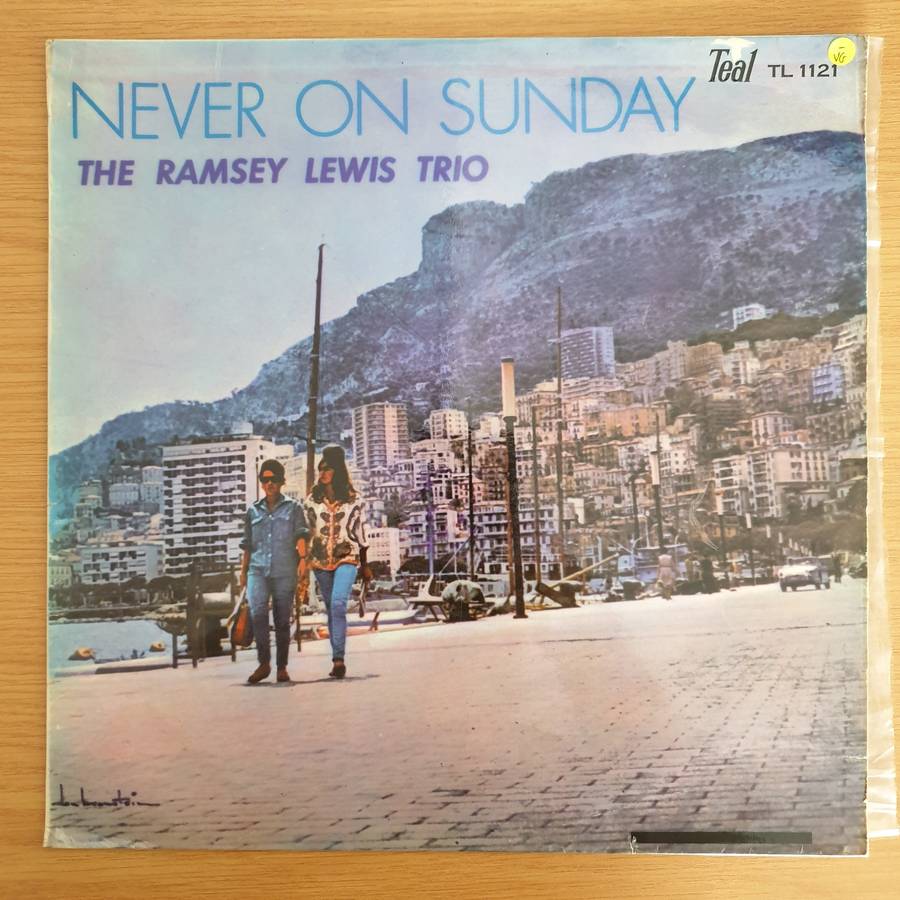 Teal TL 1121
VG
NEVER ON SUNDAY
THE RAMSEY LEWIS TRIO